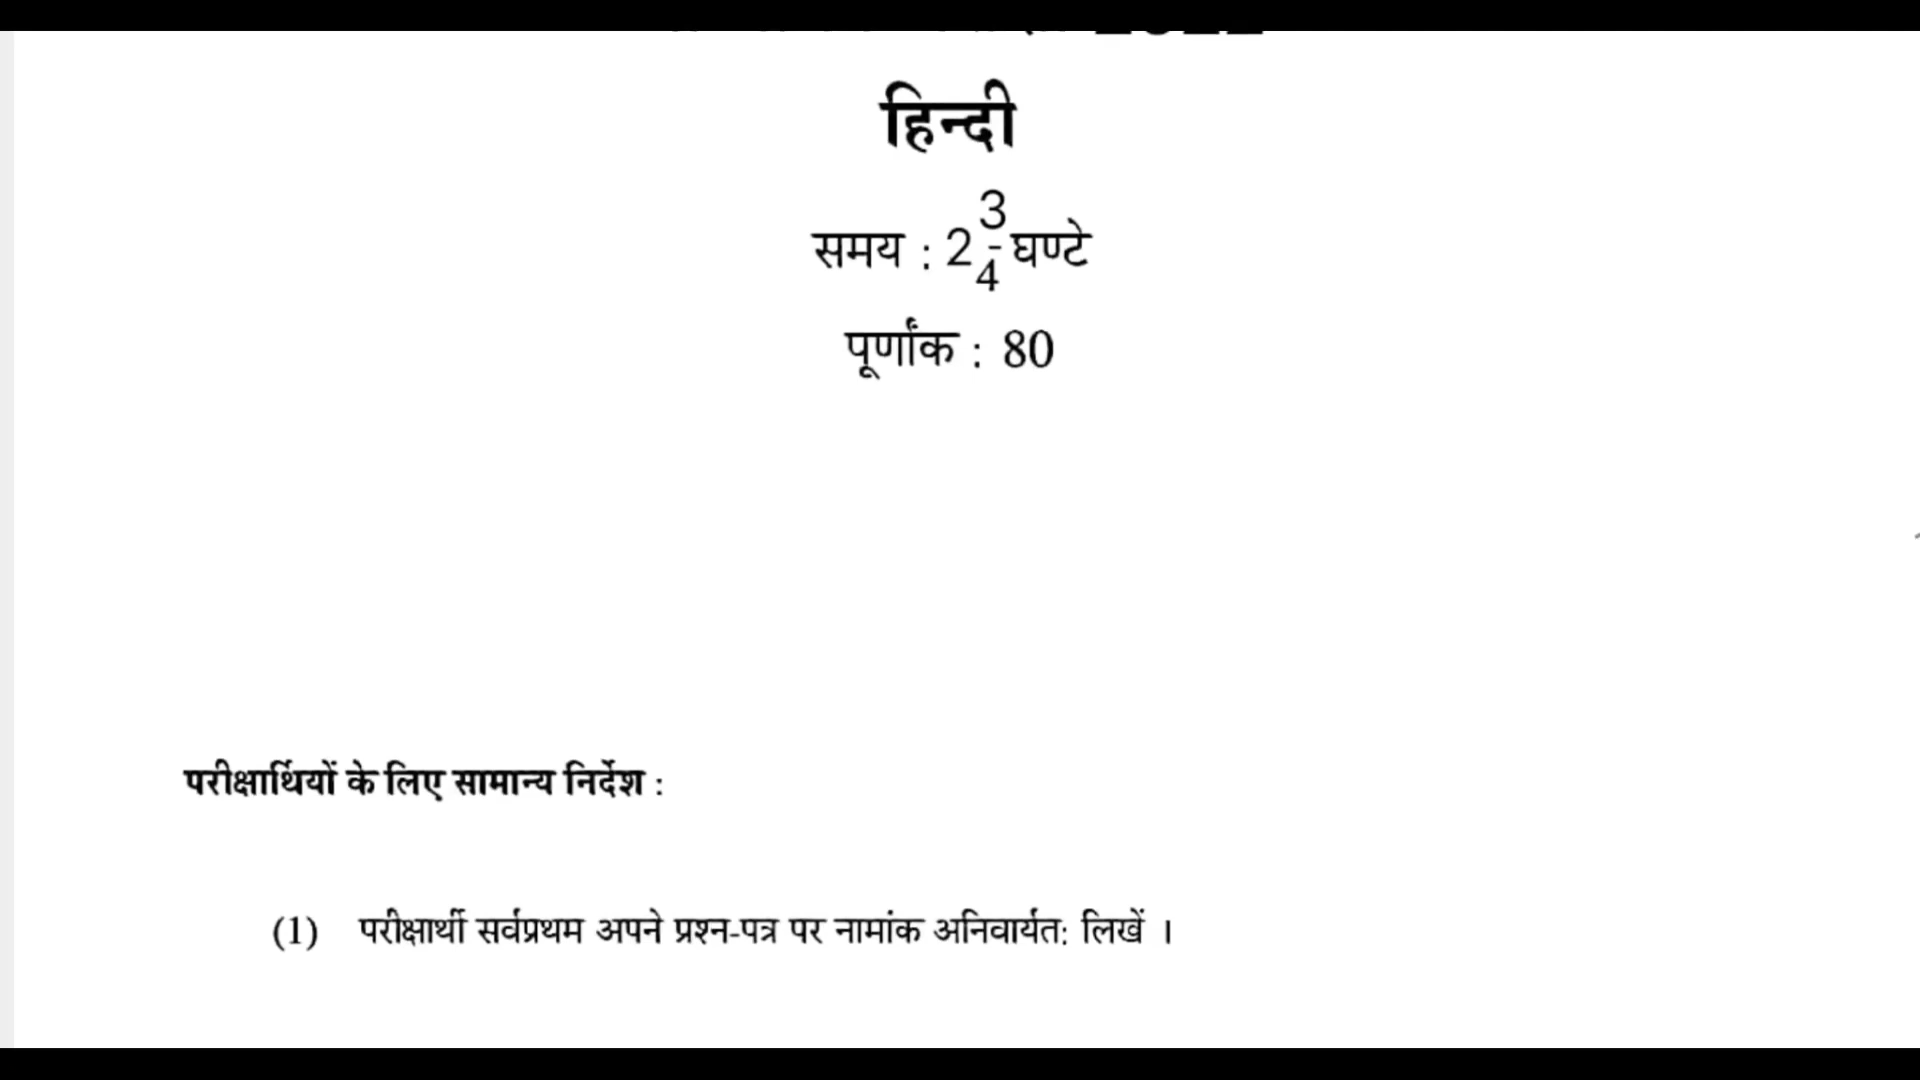 हिन्दी
समय : 2 3/4 घण्टे
पूर्णांक : 80
परीक्षार्थियों के लिए सामान्य निर्देश :
(1) परीक्षार्थी सर्वप्रथम अपने प्रश्न-पत्र पर नामांक अनिवार्यत: लिखें ।